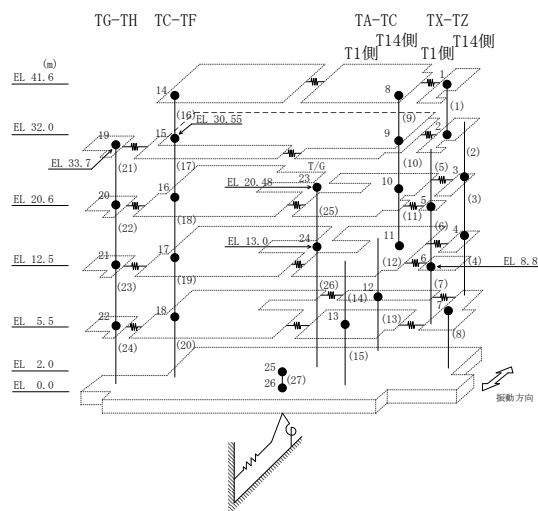 TG-TH TC-TF TA-TC TX-TZ
T14側 T14側
T1側 T1側
(m)
EL 41.6
14 8 1
(16) EL 30.55 (9) (1)
EL 32.0
19 15 9 2
EL 33.7 (21) (17) (10) (2)
T/G
EL 20.48 23 (5) 3
EL 20.6
20 16 10 (3)
(22) (18) (25) (11) 5
EL 13.0 24 11 (6) 4
EL 12.5
21 17 (12) 6 (4) EL 8.8
(23) (19) (26) (14) 12 (7)
EL 5.5
22 18 13 (13) 7
(24) (20) (15) (8)
EL 2.0
25
EL 0.0
26 (27)
振動方向